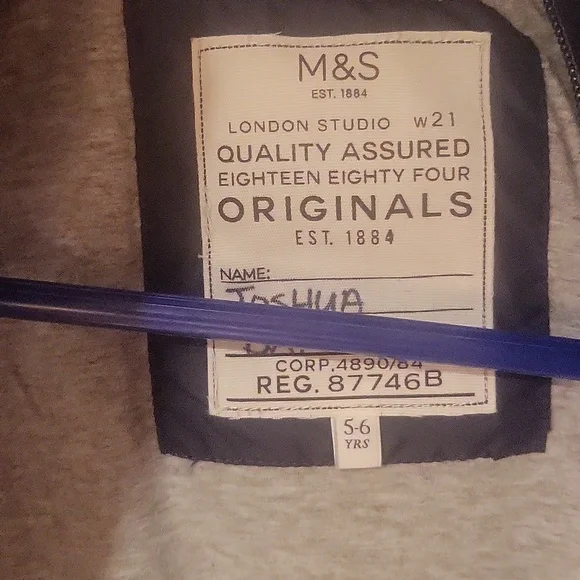 M&S
EST. 1884
LONDON STUDIO W21
QUALITY ASSURED
EIGHTEEN EIGHTY FOUR
ORIGINALS
EST. 1884
NAME:
JOSHUA
CORP.4890/84
REG. 87746B
5-6
YRS